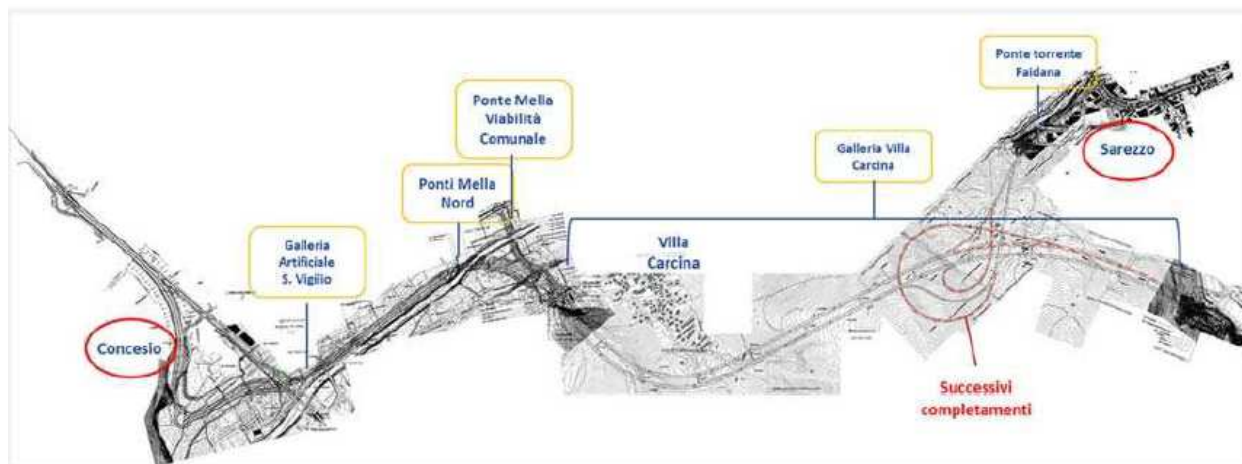 Ponte torrente
Faidana
Ponte Mella
Viabilità
Comunale
Sarezzo
Galleria Villa
Carcina
Ponti Mella
Nord
Galleria
Artificiale
S. Vigilio
Villa
Carcina
Concesio
Successivi
completamenti